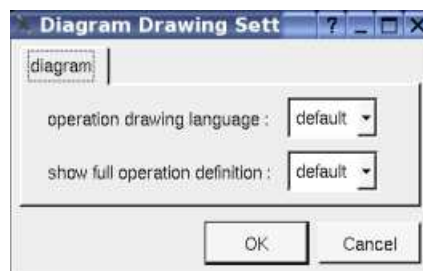 Diagram Drawing Sett
diagram
operation drawing language : default
show full operation definition : default
OK Cancel